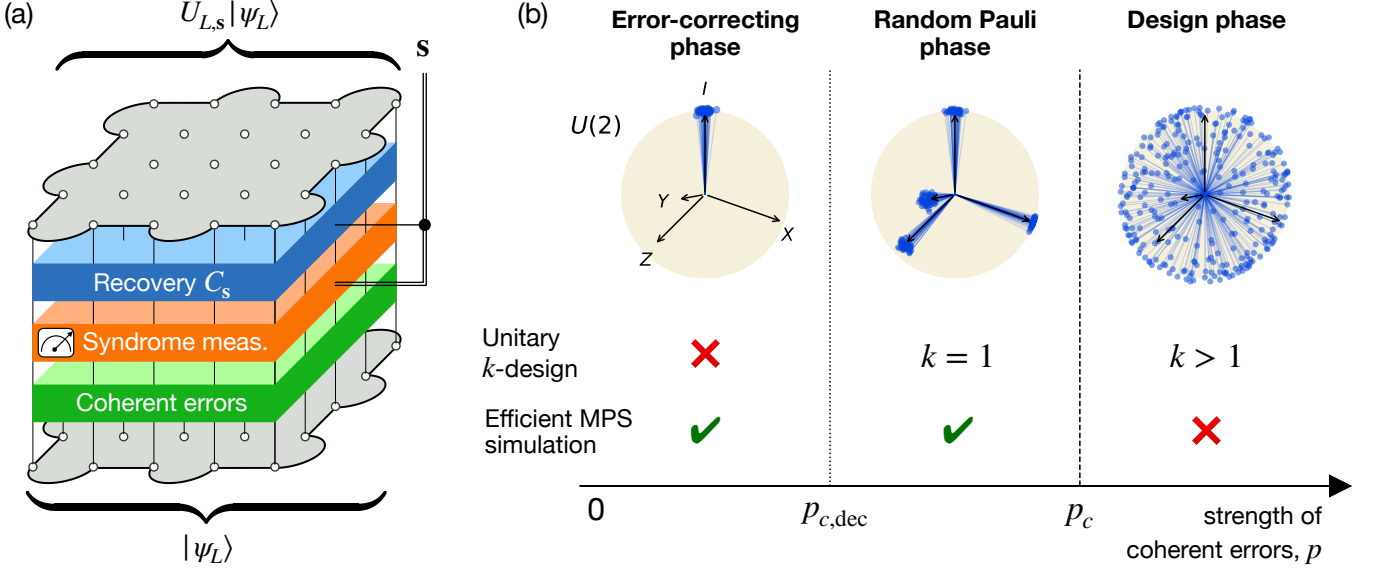 (a)
U_{L,s}|ψ_L⟩
s
Recovery C_s
Syndrome meas.
Coherent errors
|ψ_L⟩
(b)
Error-correcting
phase
Random Pauli
phase
Design phase
U(2)
I
Y
Z
X
Unitary
k-design
k = 1
k > 1
Efficient MPS
simulation
0
p_{c,dec}
p_c
strength of
coherent errors, p